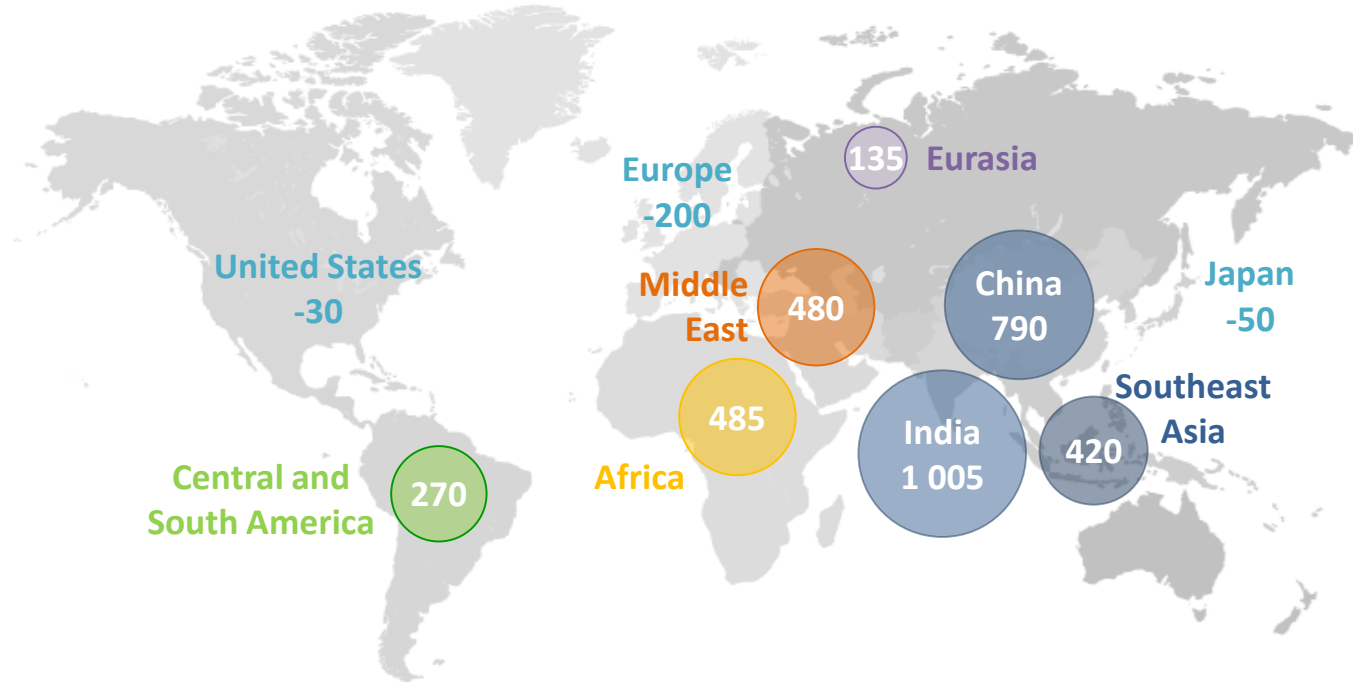 135 Eurasia
Europe
-200
United States
-30
Middle
East
480
China
790
Japan
-50
Southeast
Asia
420
485
Africa
India
1 005
Central and
South America
270